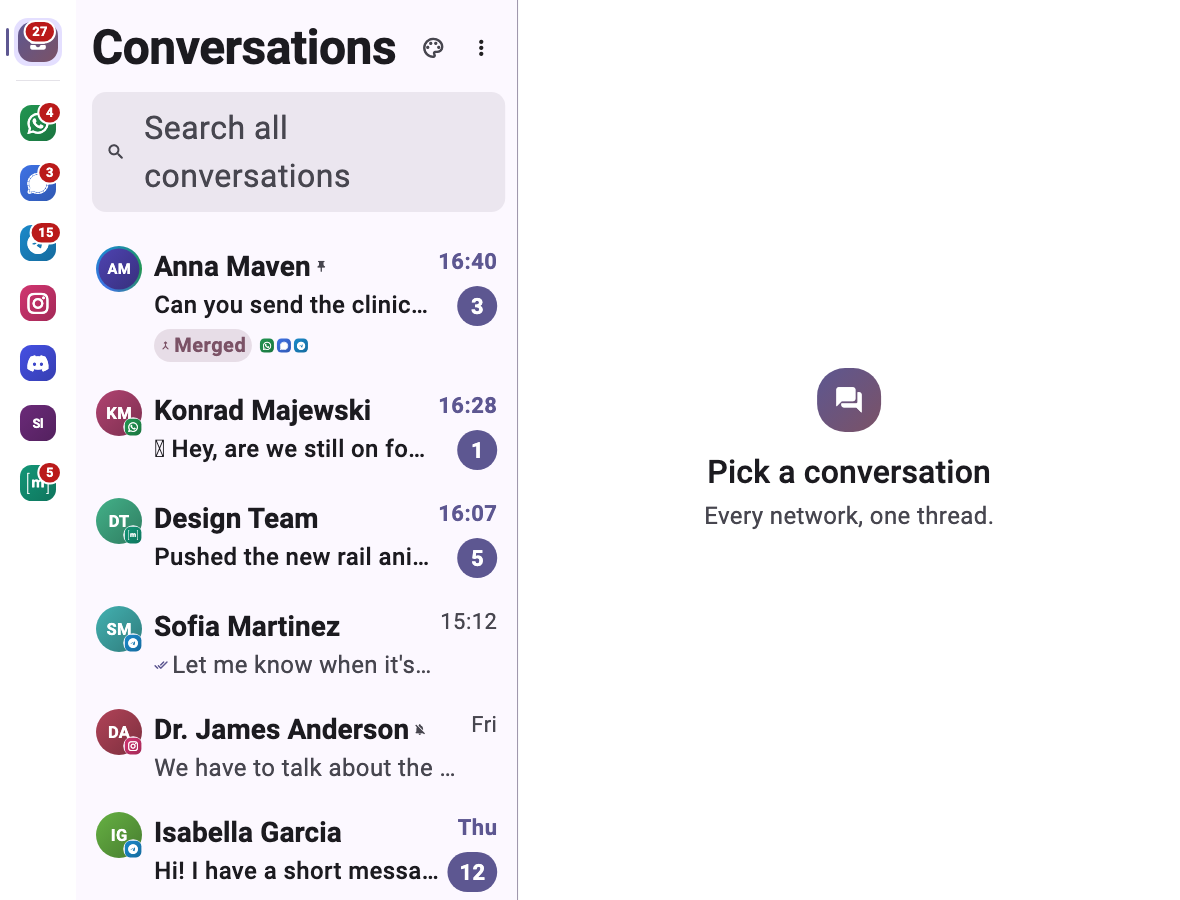 27
Conversations
4
Search all
conversations
3
15
AM
Anna Maven
16:40
Can you send the clinic…
3
Merged
KM
Konrad Majewski
16:28
Hey, are we still on fo…
1
SI
[m]
5
DT
[m]
Design Team
16:07
Pushed the new rail ani…
5
SM
Sofia Martinez
15:12
Let me know when it's…
DA
Dr. James Anderson
Fri
We have to talk about the …
IG
Isabella Garcia
Thu
Hi! I have a short messa…
12
Pick a conversation
Every network, one thread.